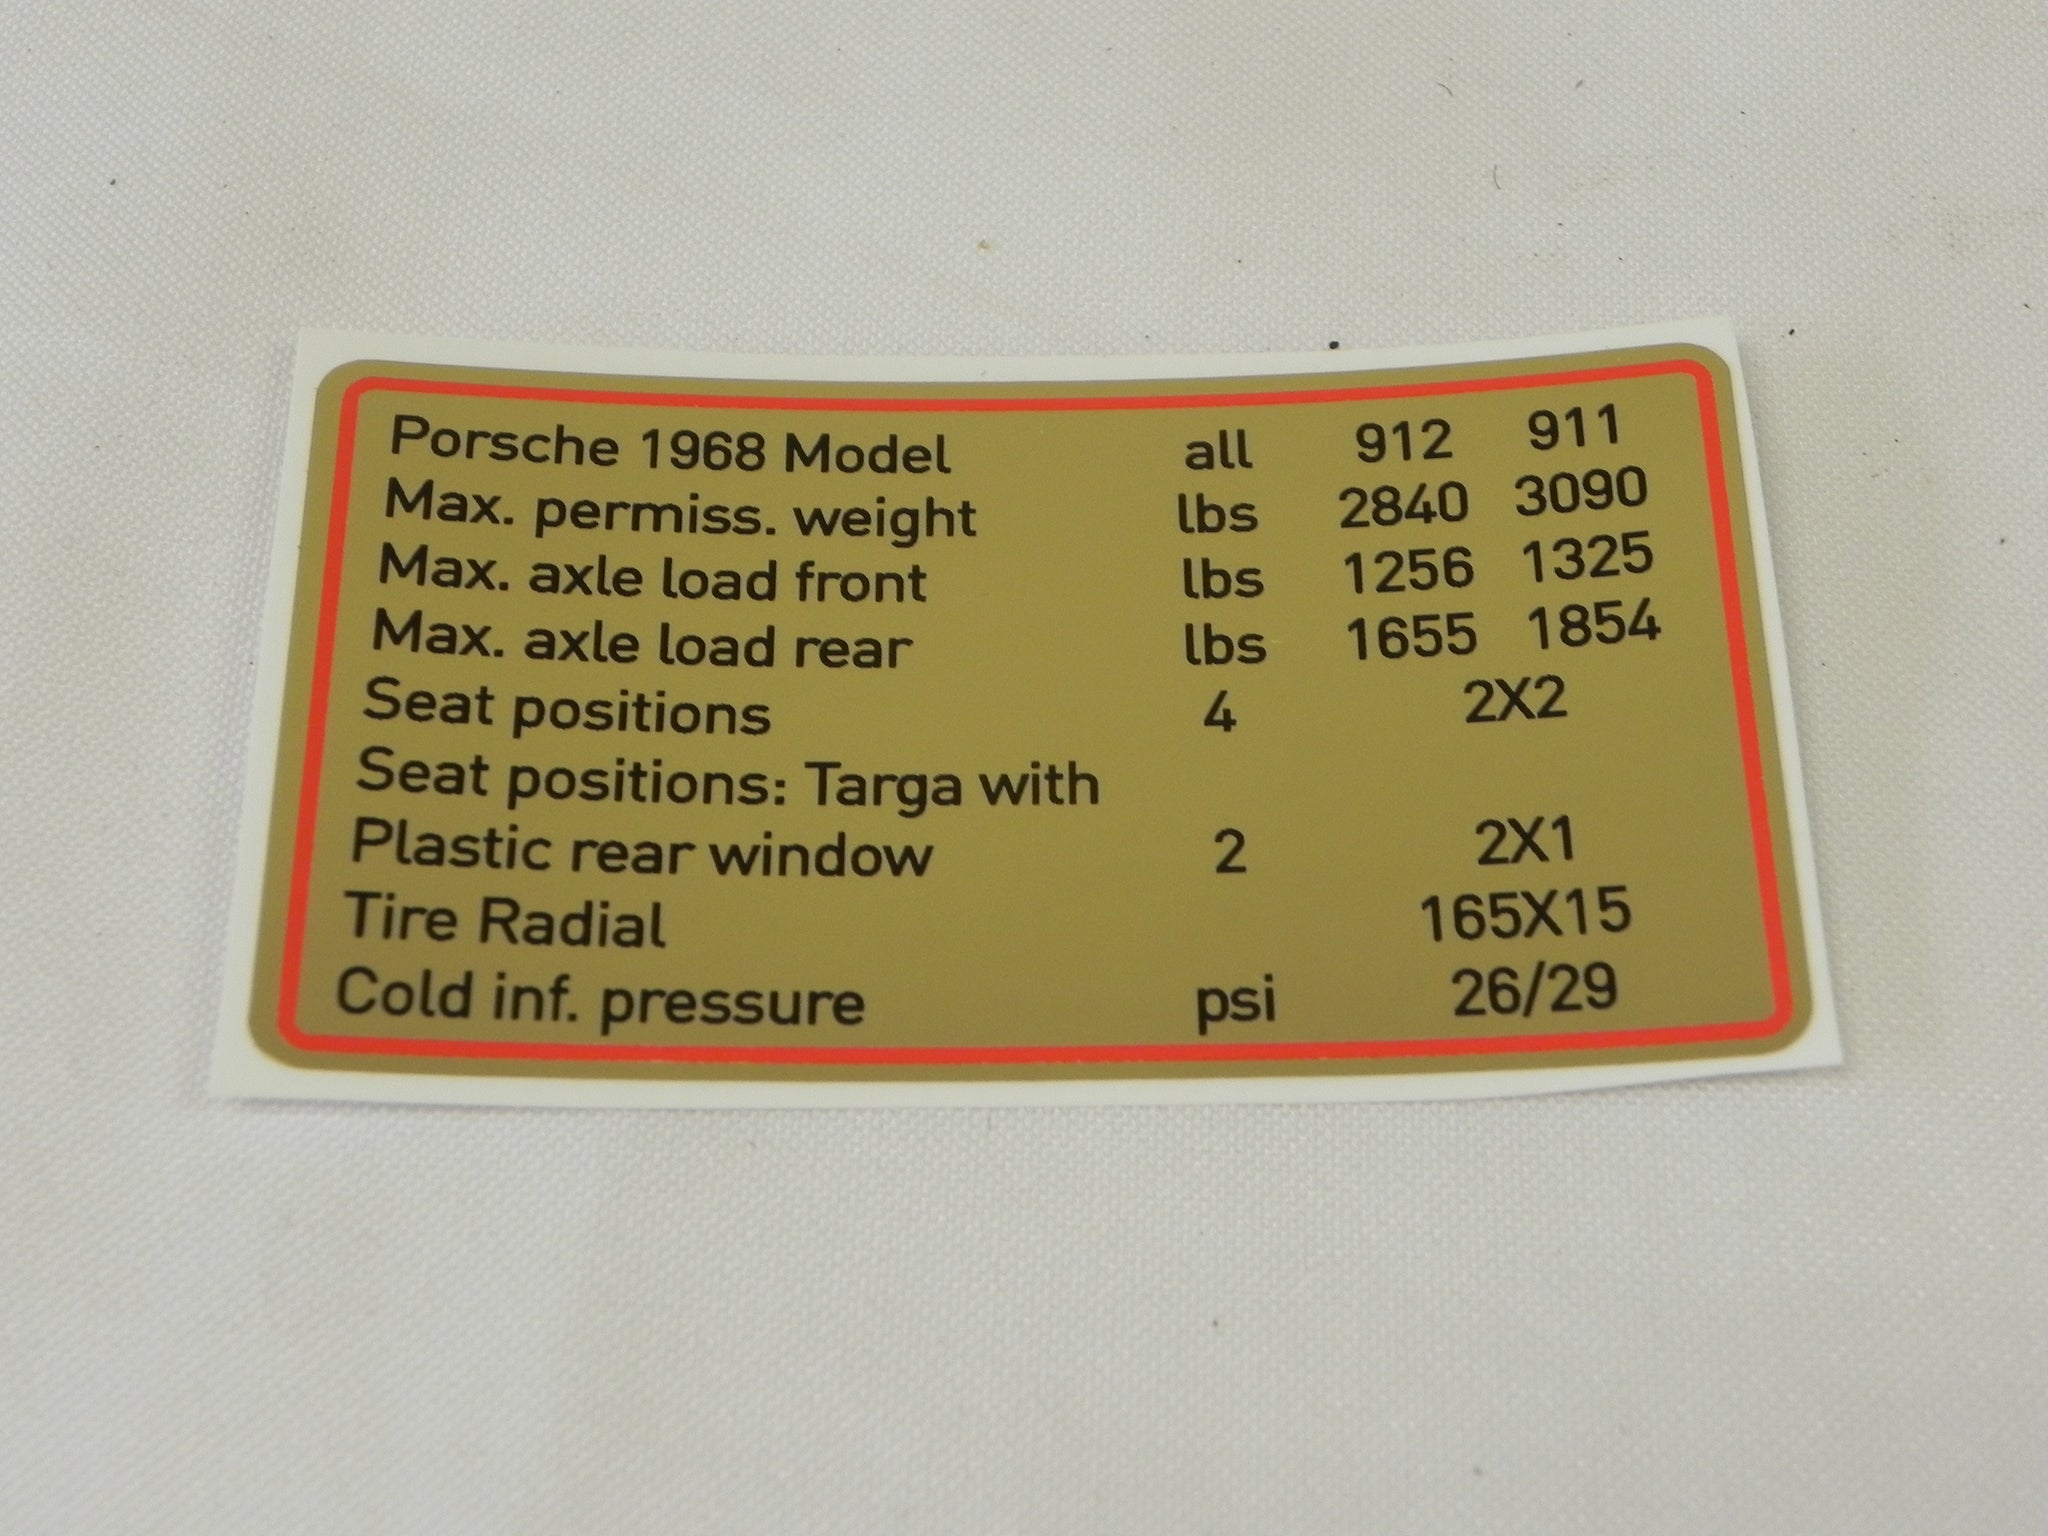 Porsche 1968 Model all 912 911
Max. permiss. weight lbs 2840 3090
Max. axle load front lbs 1256 1325
Max. axle load rear lbs 1655 1854
Seat positions 4 2X2
Seat positions: Targa with
Plastic rear window 2 2X1
Tire Radial 165X15
Cold inf. pressure psi 26/29